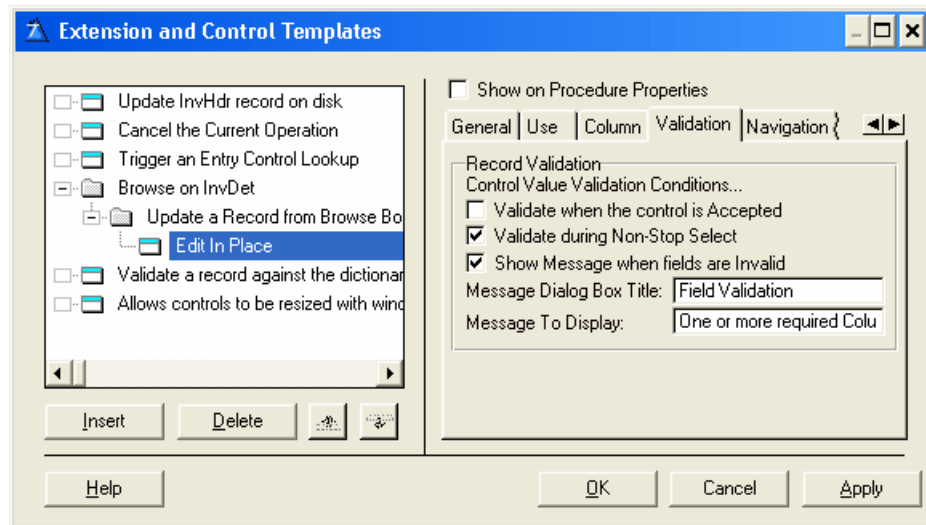 Extension and Control Templates
Update InvHdr record on disk
Cancel the Current Operation
Trigger an Entry Control Lookup
Browse on InvDet
Update a Record from Browse Bo
Edit In Place
Validate a record against the dictionar
Allows controls to be resized with wind
Insert
Delete
Show on Procedure Properties
General Use Column Validation Navigation
Record Validation
Control Value Validation Conditions...
Validate when the control is Accepted
Validate during Non-Stop Select
Show Message when fields are Invalid
Message Dialog Box Title: Field Validation
Message To Display: One or more required Colu
Help
OK
Cancel
Apply